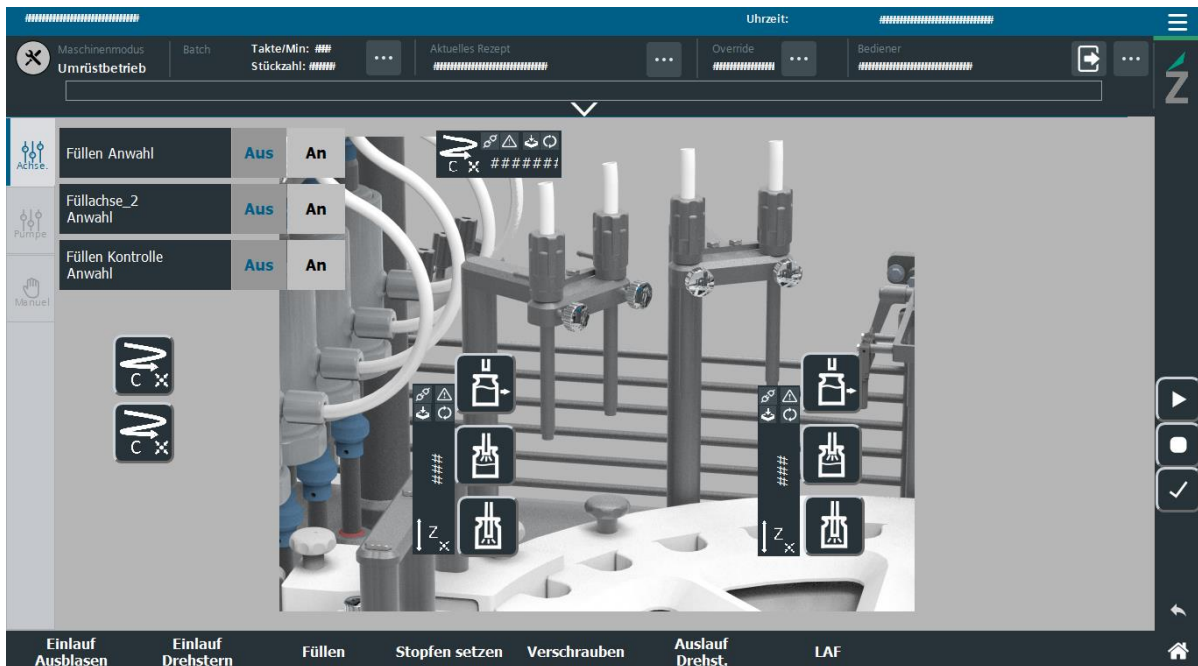 Uhrzeit:
Maschinenmodus
Umrüstbetrieb
Batch
Takte/Min: ###
Stückzahl:
Aktuelles Rezept
Override
Bediener
Z
Achse.
Füllen Anwahl
Aus
An
C
#######
Füllachse_2
Anwahl
Aus
An
Pumpe
Füllen Kontrolle
Anwahl
Aus
An
Manuel
C
C
###
Z
###
Z
Einlauf
Ausblasen
Einlauf
Drehstern
Füllen
Stopfen setzen
Verschrauben
Auslauf
Drehst.
LAF